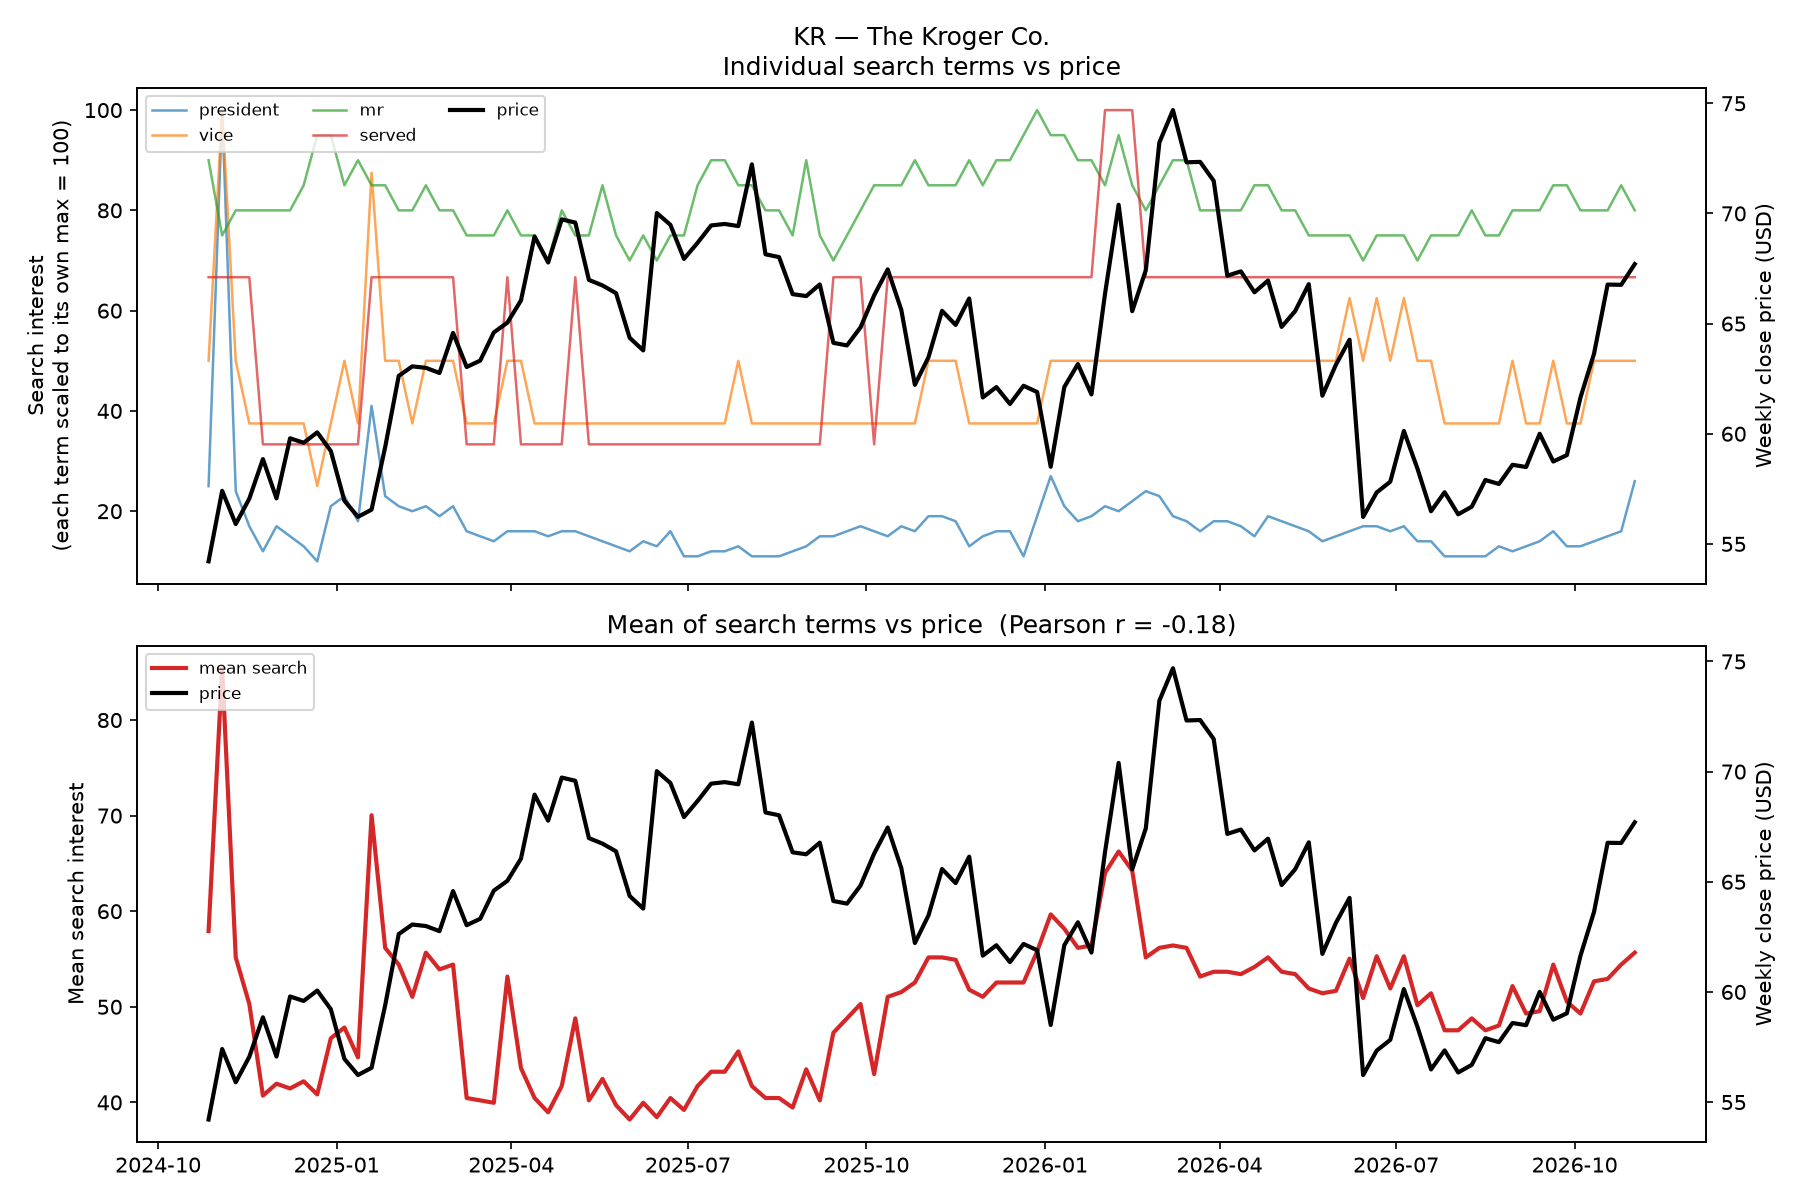 KR — The Kroger Co.
Individual search terms vs price
president
vice
mr
served
price
Search interest
(each term scaled to its own max = 100)
100
80
60
40
20
Weekly close price (USD)
75
70
65
60
55
Mean of search terms vs price  (Pearson r = -0.18)
mean search
price
Mean search interest
80
70
60
50
40
Weekly close price (USD)
75
70
65
60
55
2024-10
2025-01
2025-04
2025-07
2025-10
2026-01
2026-04
2026-07
2026-10